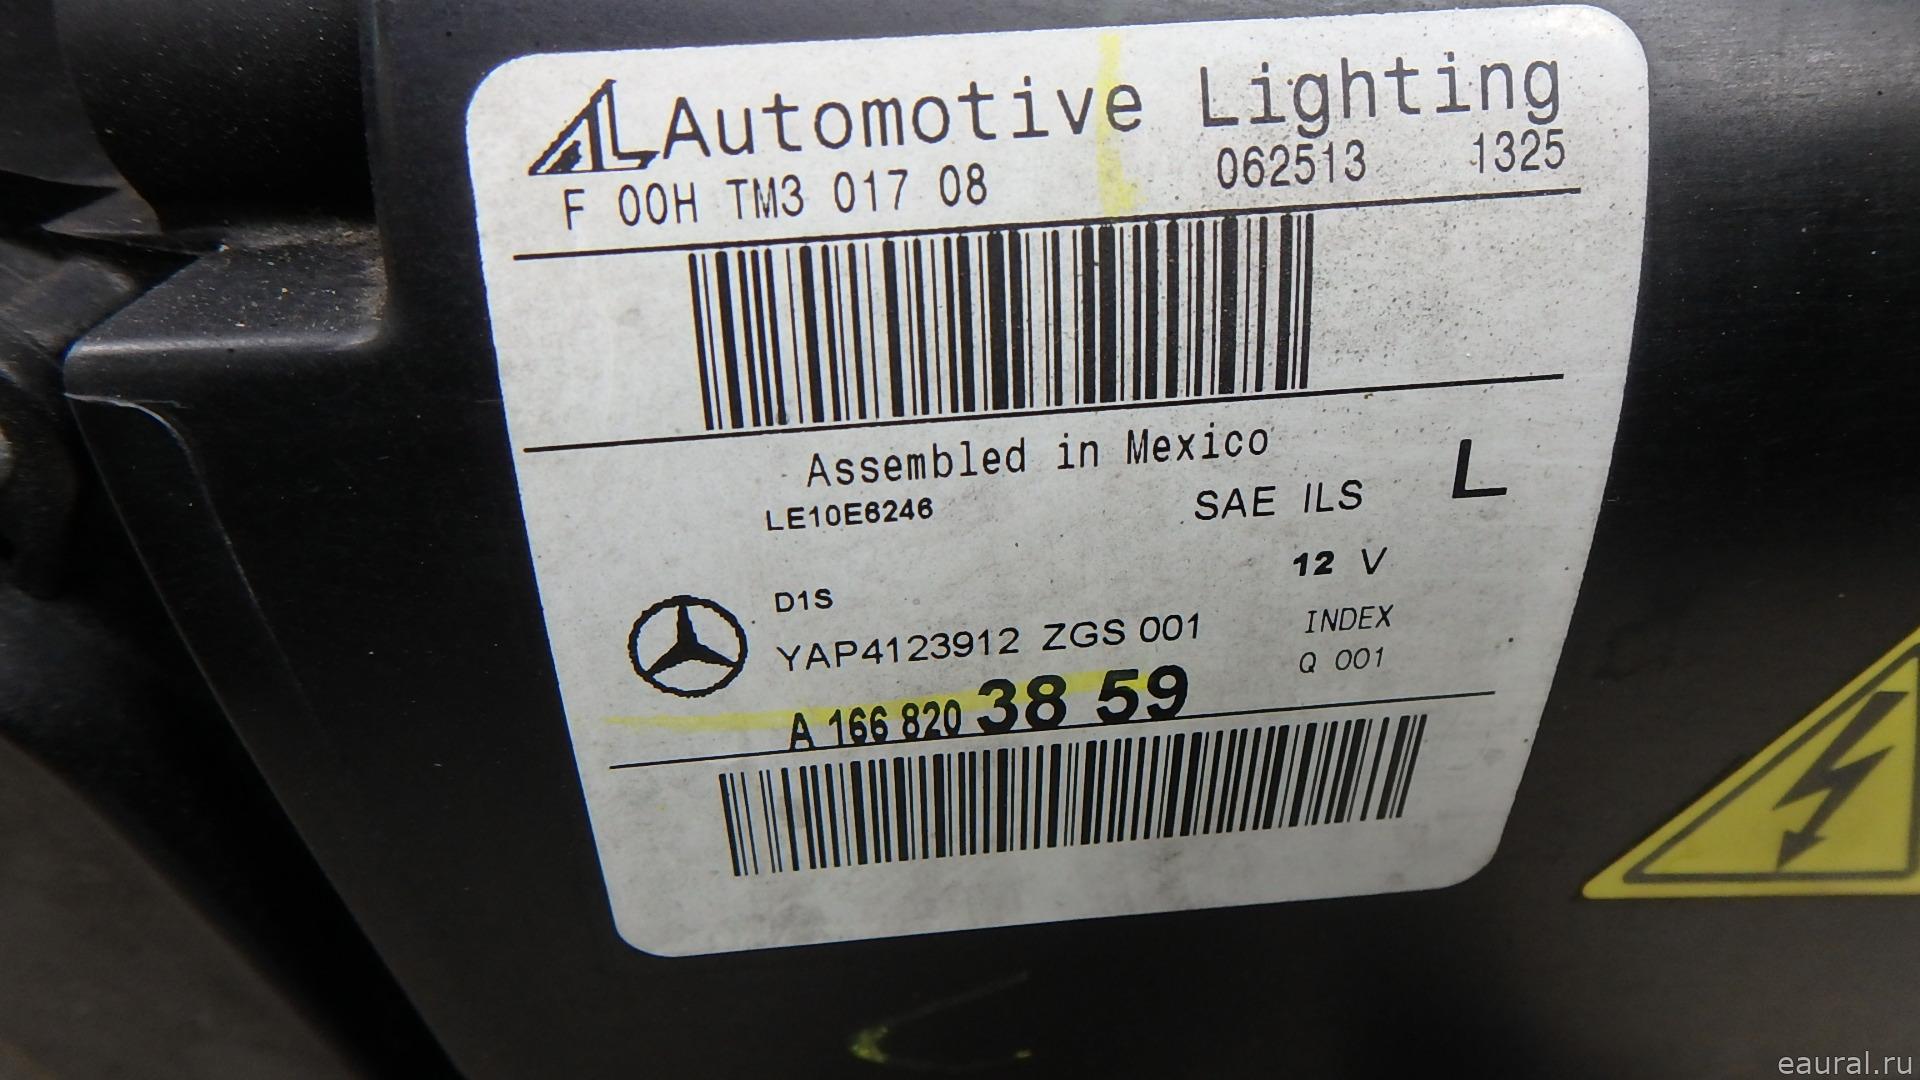 AL Automotive Lighting
F 00H TM3 017 08 062513 1325
Assembled in Mexico
LE10E6246 SAE ILS L
D1S 12 V
YAP4123912 ZGS 001 INDEX
Q 001
A 166 820 38 59
eaural.ru